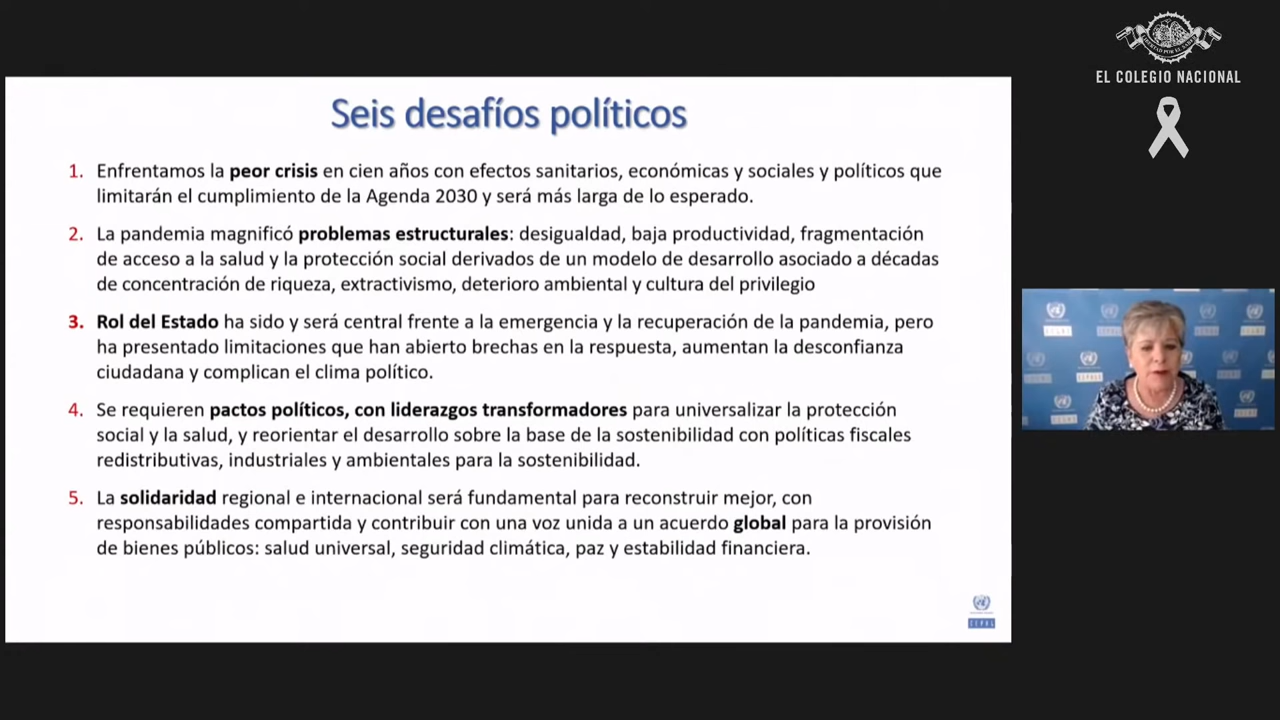 EL COLEGIO NACIONAL
Seis desafíos políticos
1. Enfrentamos la peor crisis en cien años con efectos sanitarios, económicas y sociales y políticos que
limitarán el cumplimiento de la Agenda 2030 y será más larga de lo esperado.
2. La pandemia magnificó problemas estructurales: desigualdad, baja productividad, fragmentación
de acceso a la salud y la protección social derivados de un modelo de desarrollo asociado a décadas
de concentración de riqueza, extractivismo, deterioro ambiental y cultura del privilegio
3. Rol del Estado ha sido y será central frente a la emergencia y la recuperación de la pandemia, pero
ha presentado limitaciones que han abierto brechas en la respuesta, aumentan la desconfianza
ciudadana y complican el clima político.
4. Se requieren pactos políticos, con liderazgos transformadores para universalizar la protección
social y la salud, y reorientar el desarrollo sobre la base de la sostenibilidad con políticas fiscales
redistributivas, industriales y ambientales para la sostenibilidad.
5. La solidaridad regional e internacional será fundamental para reconstruir mejor, con
responsabilidades compartida y contribuir con una voz unida a un acuerdo global para la provisión
de bienes públicos: salud universal, seguridad climática, paz y estabilidad financiera.
CEPAL